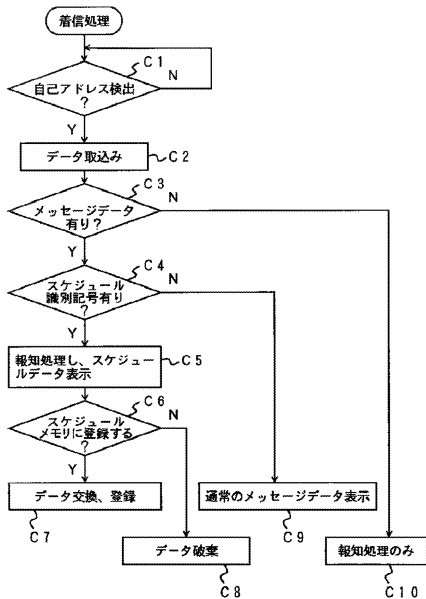 着信処理
C1
N
自己アドレス検出
?
Y
データ取込み
C2
C3
N
メッセージデータ
有り?
Y
C4
N
スケジュール
識別記号有り
?
Y
報知処理し、スケジュー
ルデータ表示
C5
C6
N
スケジュール
メモリに登録する
?
Y
データ交換、登録
C7
通常のメッセージデータ表示
C9
データ破棄
C8
報知処理のみ
C10